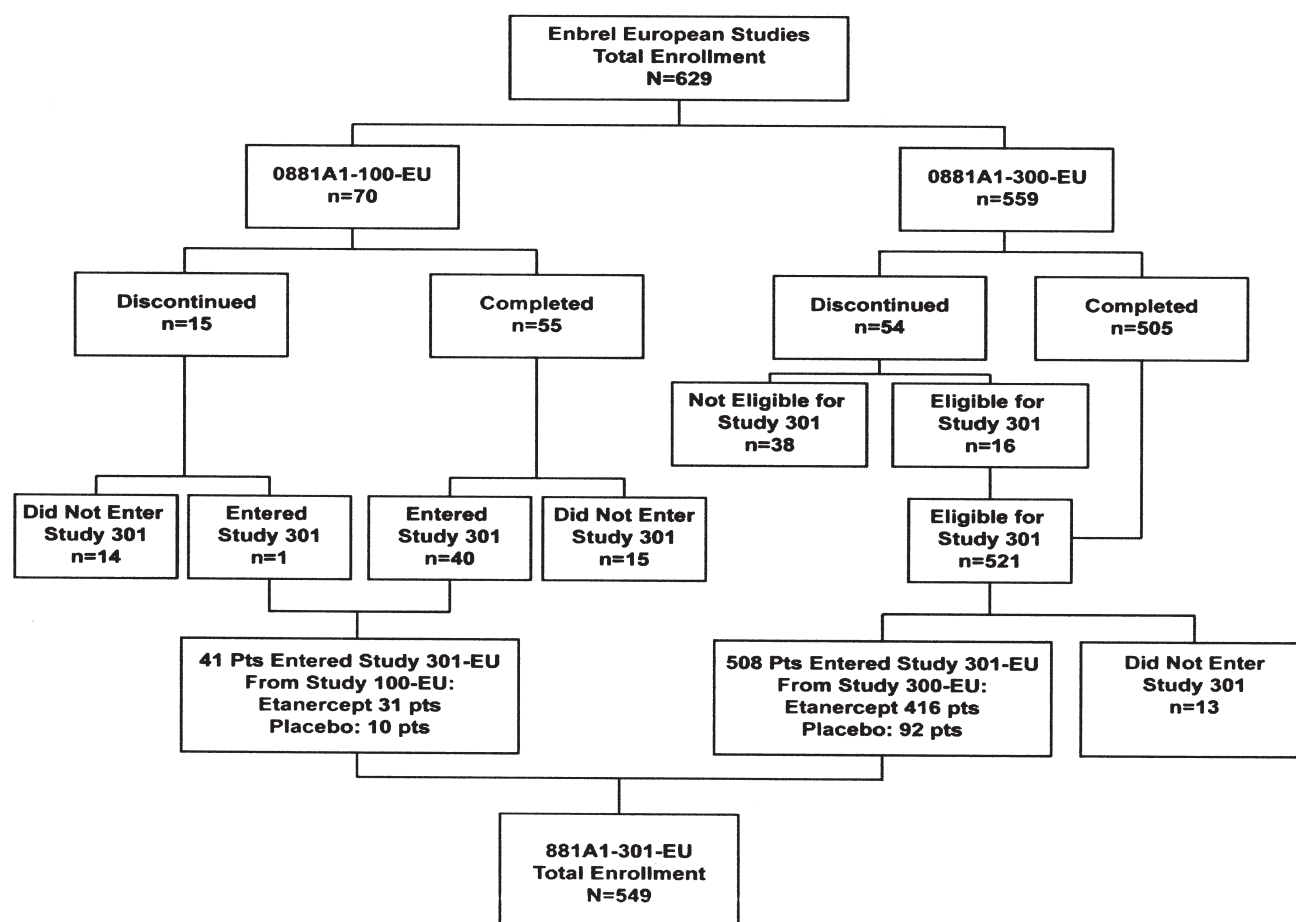 Enbrel European Studies
Total Enrollment
N=629
0881A1-100-EU
n=70
0881A1-300-EU
n=559
Discontinued
n=15
Completed
n=55
Discontinued
n=54
Completed
n=505
Not Eligible for
Study 301
n=38
Eligible for
Study 301
n=16
Did Not Enter
Study 301
n=14
Entered
Study 301
n=1
Entered
Study 301
n=40
Did Not Enter
Study 301
n=15
Eligible for
Study 301
n=521
41 Pts Entered Study 301-EU
From Study 100-EU:
Etanercept 31 pts
Placebo: 10 pts
508 Pts Entered Study 301-EU
From Study 300-EU:
Etanercept 416 pts
Placebo: 92 pts
Did Not Enter
Study 301
n=13
881A1-301-EU
Total Enrollment
N=549